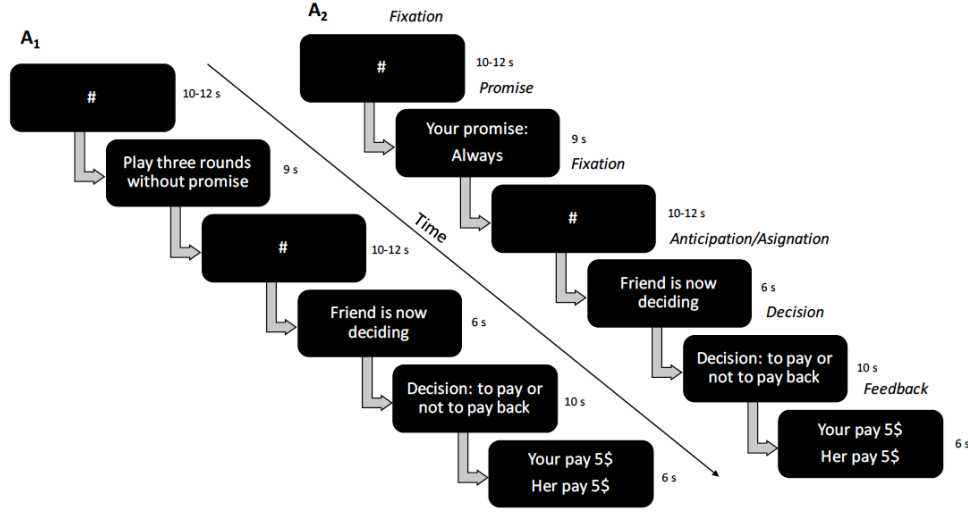 A1
#
10-12 s
Play three rounds
without promise
9 s
#
10-12 s
Friend is now
deciding
6 s
Decision: to pay or
not to pay back
10 s
Your pay 5$
Her pay 5$
6 s
Time
A2
Fixation
#
10-12 s
Promise
Your promise:
Always
9 s
Fixation
#
10-12 s
Anticipation/Asignation
Friend is now
deciding
6 s
Decision
Decision: to pay or
not to pay back
10 s
Feedback
Your pay 5$
Her pay 5$
6 s